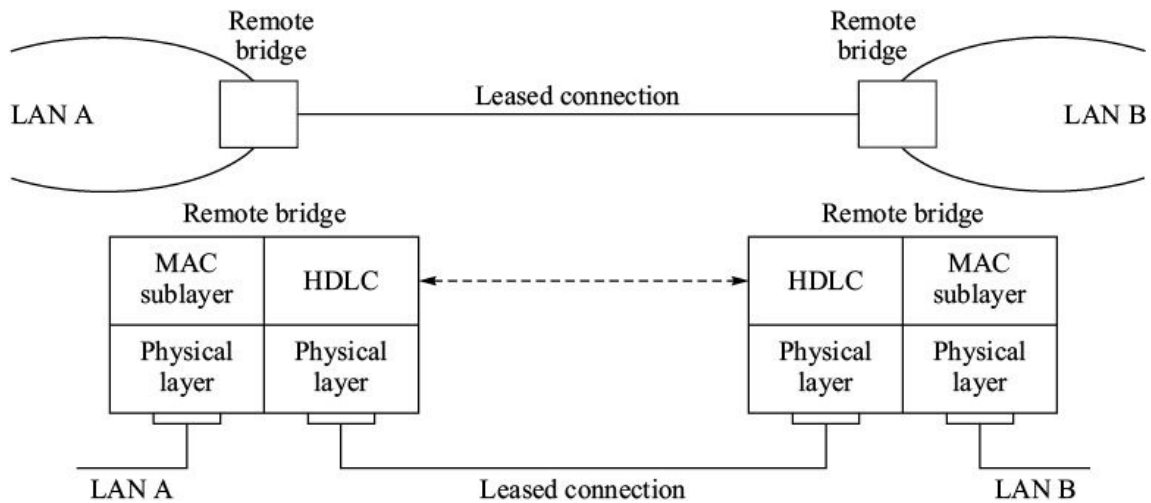 Remote
bridge
Remote
bridge
LAN A
Leased connection
LAN B
Remote bridge
Remote bridge
MAC
sublayer
HDLC
HDLC
MAC
sublayer
Physical
layer
Physical
layer
Physical
layer
Physical
layer
LAN A
Leased connection
LAN B